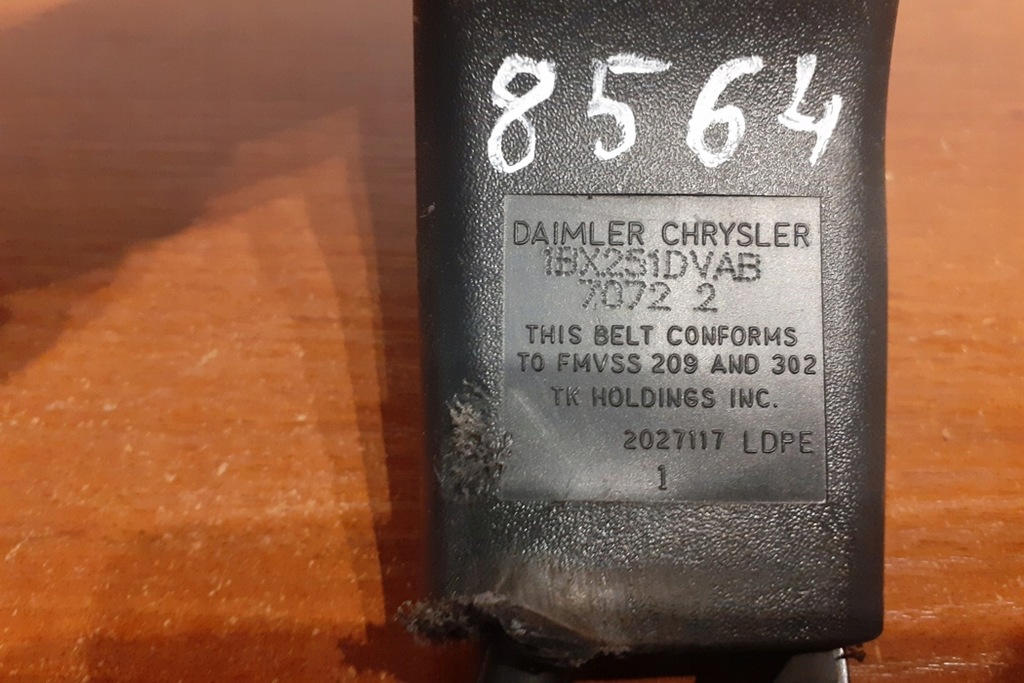 8564
DAIMLER CHRYSLER
1BX251DVAB
7072 2
THIS BELT CONFORMS
TO FMVSS 209 AND 302
TK HOLDINGS INC.
2027117 LDPE
1